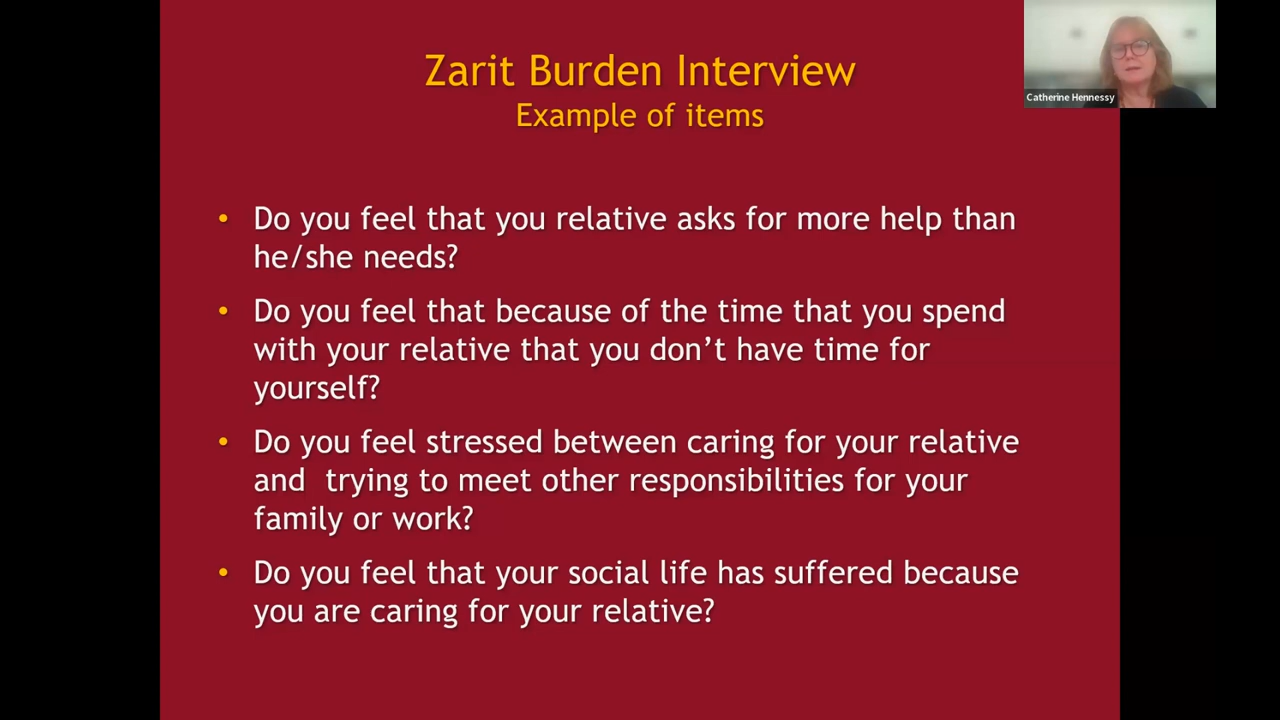 Zarit Burden Interview
Example of items
Catherine Hennessy
• Do you feel that you relative asks for more help than
he/she needs?
• Do you feel that because of the time that you spend
with your relative that you don’t have time for
yourself?
• Do you feel stressed between caring for your relative
and  trying to meet other responsibilities for your
family or work?
• Do you feel that your social life has suffered because
you are caring for your relative?